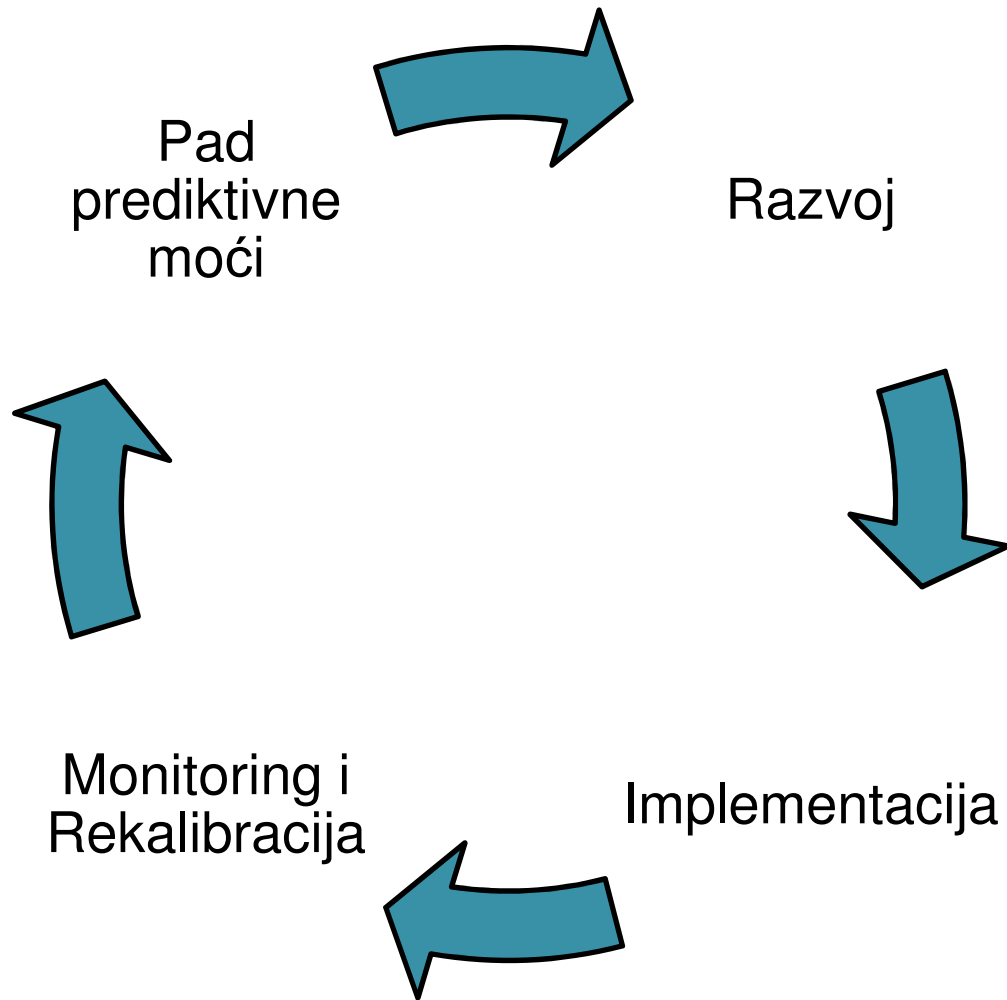 Pad
prediktivne
moći
Razvoj
Monitoring i
Rekalibracija
Implementacija